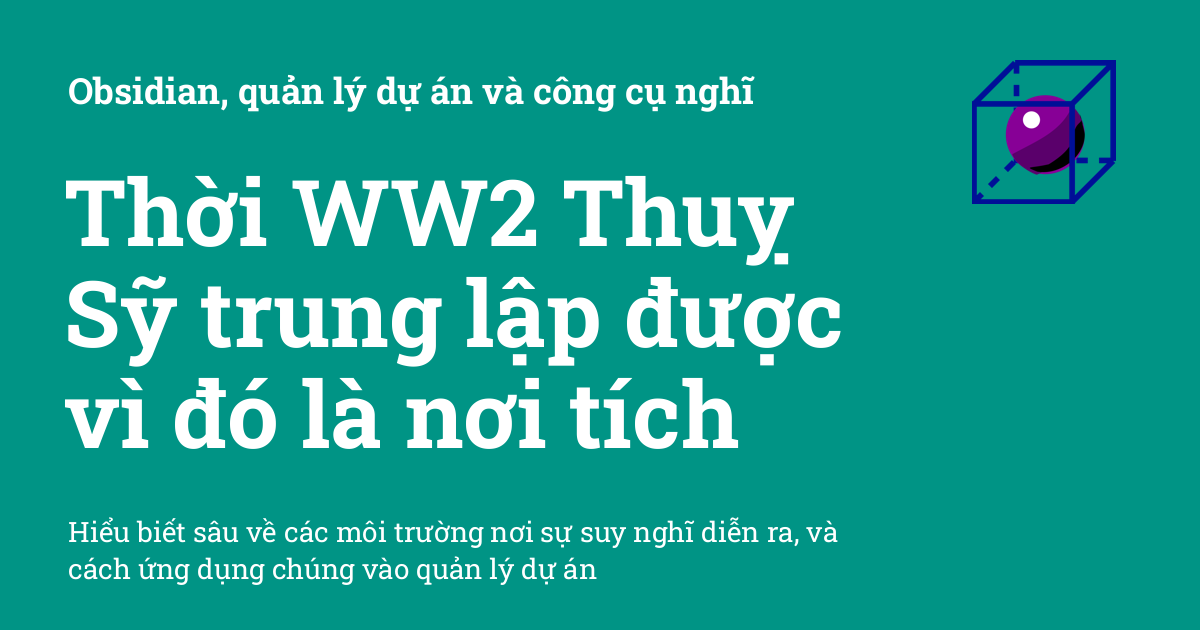 Obsidian, quản lý dự án và công cụ nghĩ
Thời WW2 Thuỵ
Sỹ trung lập được
vì đó là nơi tích
Hiểu biết sâu về các môi trường nơi sự suy nghĩ diễn ra, và
cách ứng dụng chúng vào quản lý dự án